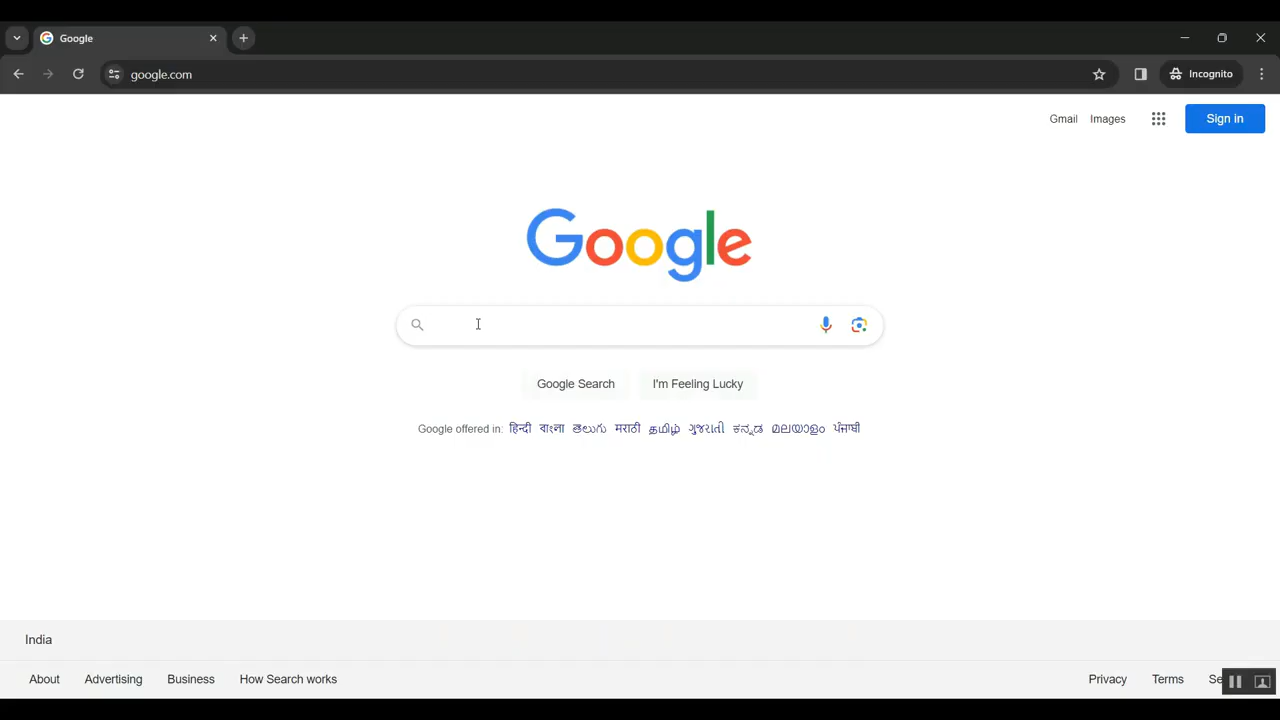 Google
google.com
Incognito
Gmail Images Sign in
Google
Google Search I'm Feeling Lucky
Google offered in: हिन्दी বাংলা తెలుగు मराठी தமிழ் ગુજરાતી ಕನ್ನಡ മലയാളം ਪੰਜਾਬੀ
India
About Advertising Business How Search works Privacy Terms Se